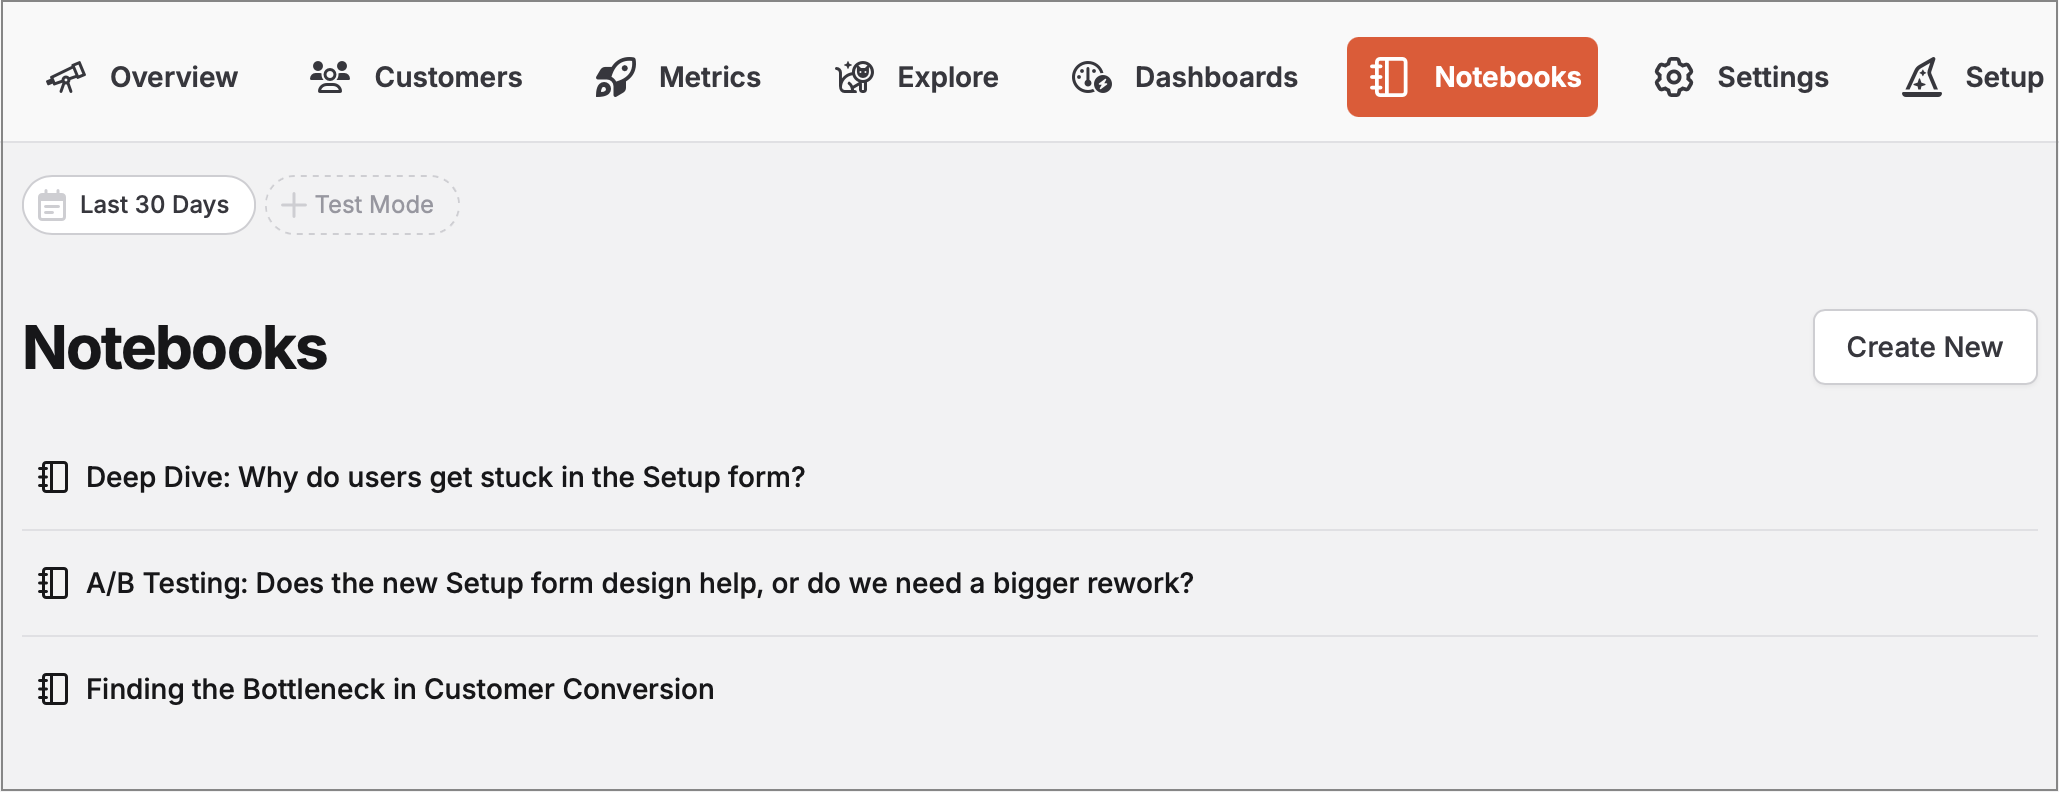 Overview Customers Metrics Explore Dashboards Notebooks Settings Setup
Last 30 Days Test Mode
Notebooks Create New
Deep Dive: Why do users get stuck in the Setup form?
A/B Testing: Does the new Setup form design help, or do we need a bigger rework?
Finding the Bottleneck in Customer Conversion